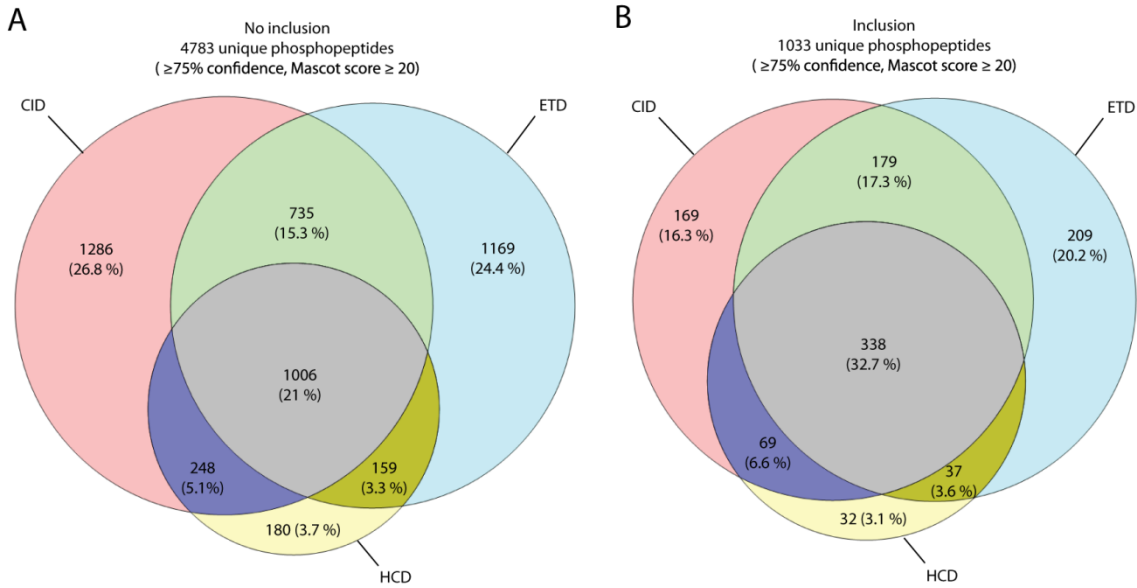 A
No inclusion
4783 unique phosphopeptides
( ≥75% confidence, Mascot score ≥ 20)
CID
ETD
735
(15.3 %)
1286
(26.8 %)
1169
(24.4 %)
1006
(21 %)
248
(5.1%)
159
(3.3 %)
180 (3.7 %)
HCD
B
Inclusion
1033 unique phosphopeptides
( ≥75% confidence, Mascot score ≥ 20)
CID
ETD
179
(17.3 %)
169
(16.3 %)
209
(20.2 %)
338
(32.7 %)
69
(6.6 %)
37
(3.6 %)
32 (3.1 %)
HCD